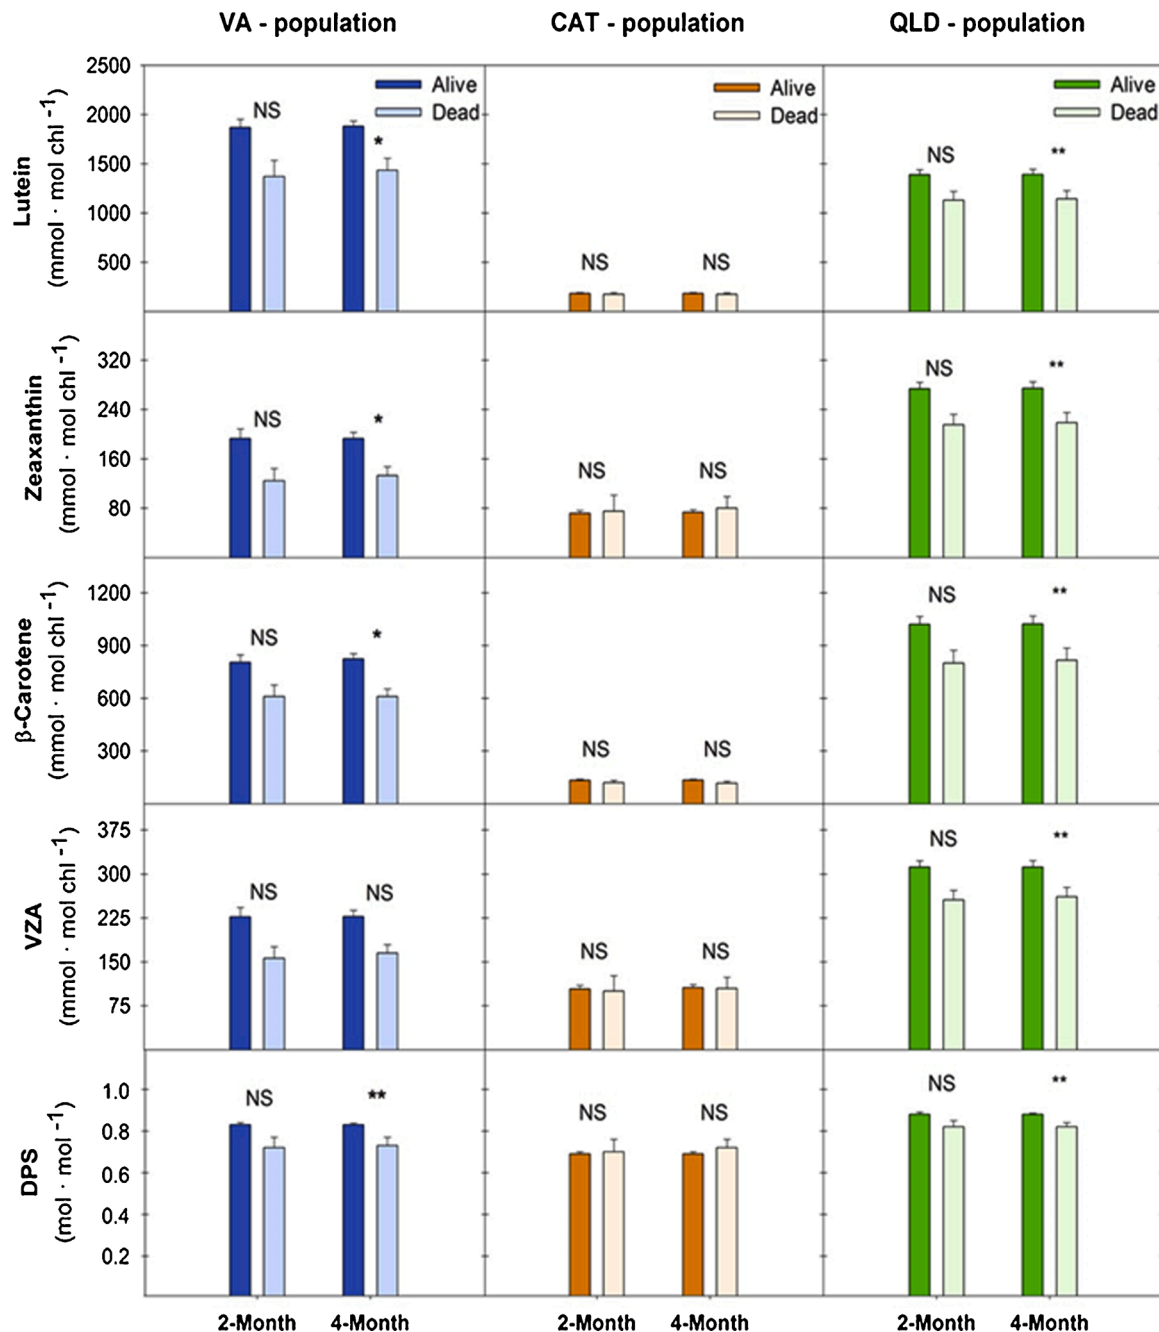 VA - population
CAT - population
QLD - population
Lutein
(mmol · mol chl -1)
2500
2000
1500
1000
500
Alive
Dead
NS
*
Alive
Dead
NS
NS
Alive
Dead
NS
**
Zeaxanthin
(mmol · mol chl -1)
320
240
160
80
NS
*
NS
NS
NS
**
β-Carotene
(mmol · mol chl -1)
1200
900
600
300
NS
*
NS
NS
NS
**
VZA
(mmol · mol chl -1)
375
300
225
150
75
NS
NS
NS
NS
NS
**
DPS
(mol · mol -1)
1.0
0.8
0.6
0.4
0.2
NS
**
NS
NS
NS
**
2-Month
4-Month
2-Month
4-Month
2-Month
4-Month